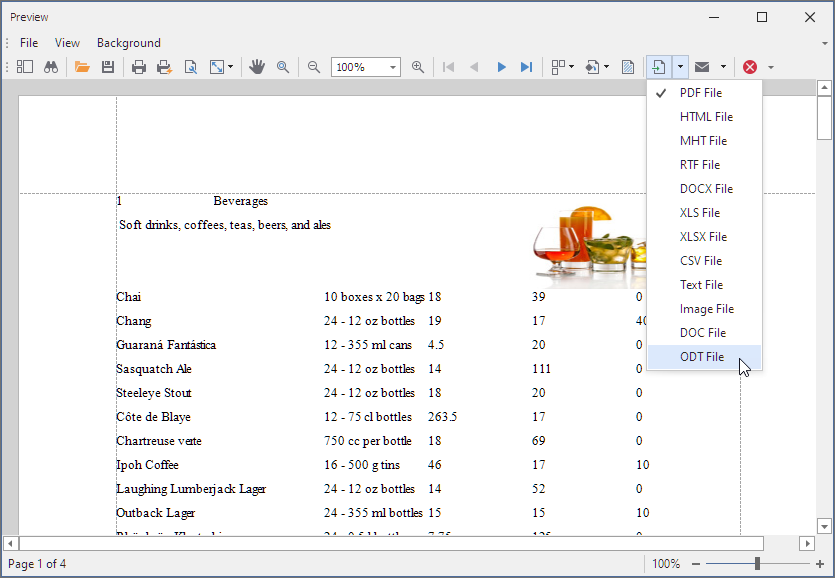 Preview
File View Background
100%
PDF File
HTML File
MHT File
RTF File
DOCX File
XLS File
XLSX File
CSV File
Text File
Image File
DOC File
ODT File
1 Beverages
Soft drinks, coffees, teas, beers, and ales
Chai 10 boxes x 20 bags 18 39 0
Chang 24 - 12 oz bottles 19 17 40
Guaraná Fantástica 12 - 355 ml cans 4.5 20 0
Sasquatch Ale 24 - 12 oz bottles 14 111 0
Steeleye Stout 24 - 12 oz bottles 18 20 0
Côte de Blaye 12 - 75 cl bottles 263.5 17 0
Chartreuse verte 750 cc per bottle 18 69 0
Ipoh Coffee 16 - 500 g tins 46 17 10
Laughing Lumberjack Lager 24 - 12 oz bottles 14 52 0
Outback Lager 24 - 355 ml bottles 15 15 10
Page 1 of 4 100%